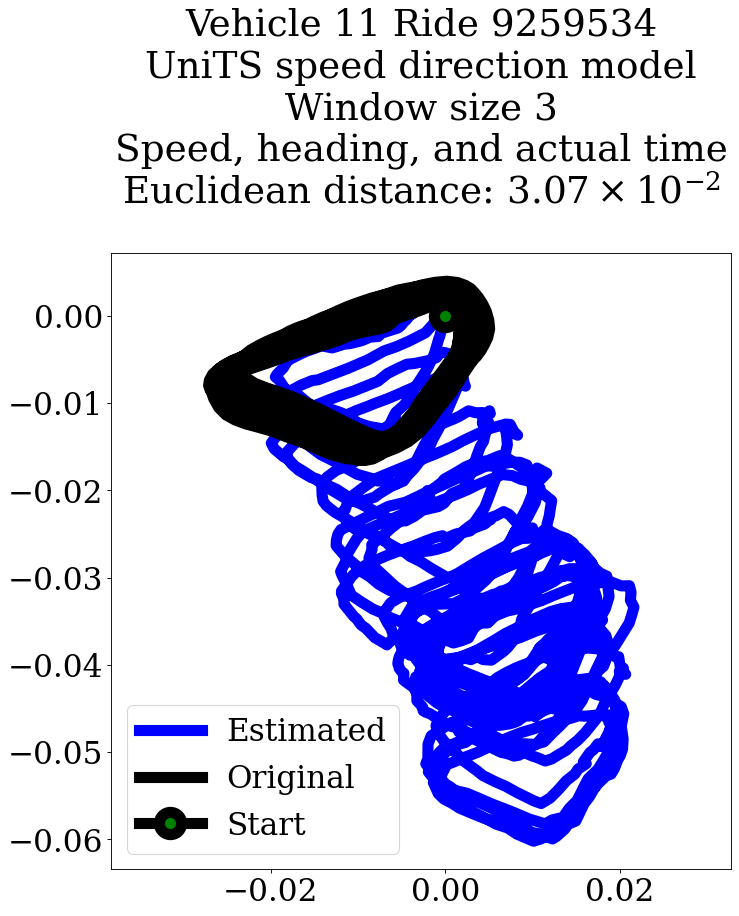 Vehicle 11 Ride 9259534
UniTS speed direction model
Window size 3
Speed, heading, and actual time
Euclidean distance: 3.07 × 10⁻²
0.00
−0.01
−0.02
−0.03
−0.04
−0.05
−0.06
Estimated
Original
Start
−0.02 0.00 0.02